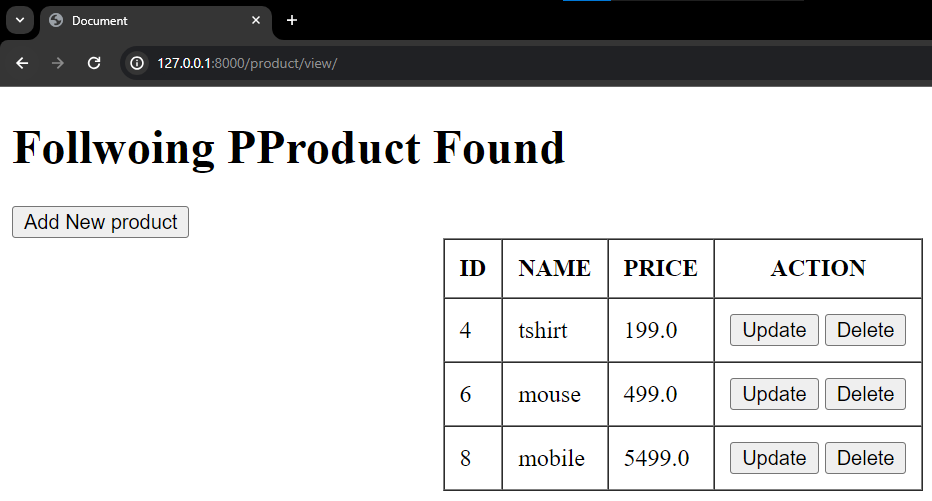 Document
127.0.0.1:8000/product/view/
Follwoing PProduct Found
Add New product
ID NAME PRICE ACTION
4 tshirt 199.0 Update Delete
6 mouse 499.0 Update Delete
8 mobile 5499.0 Update Delete